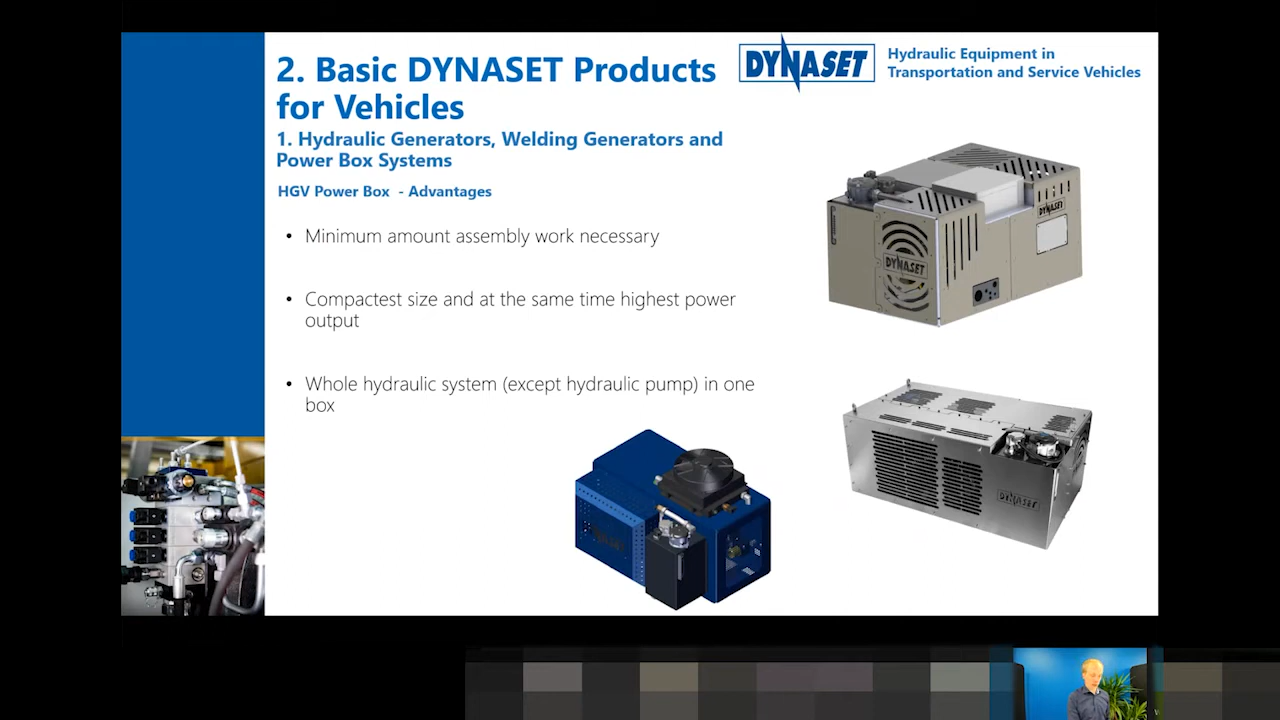 2. Basic DYNASET Products
for Vehicles
DYNASET
Hydraulic Equipment in
Transportation and Service Vehicles
1. Hydraulic Generators, Welding Generators and
Power Box Systems
HGV Power Box - Advantages
• Minimum amount assembly work necessary
• Compactest size and at the same time highest power
output
• Whole hydraulic system (except hydraulic pump) in one
box
DYNASET
DYNASET
DYNASET